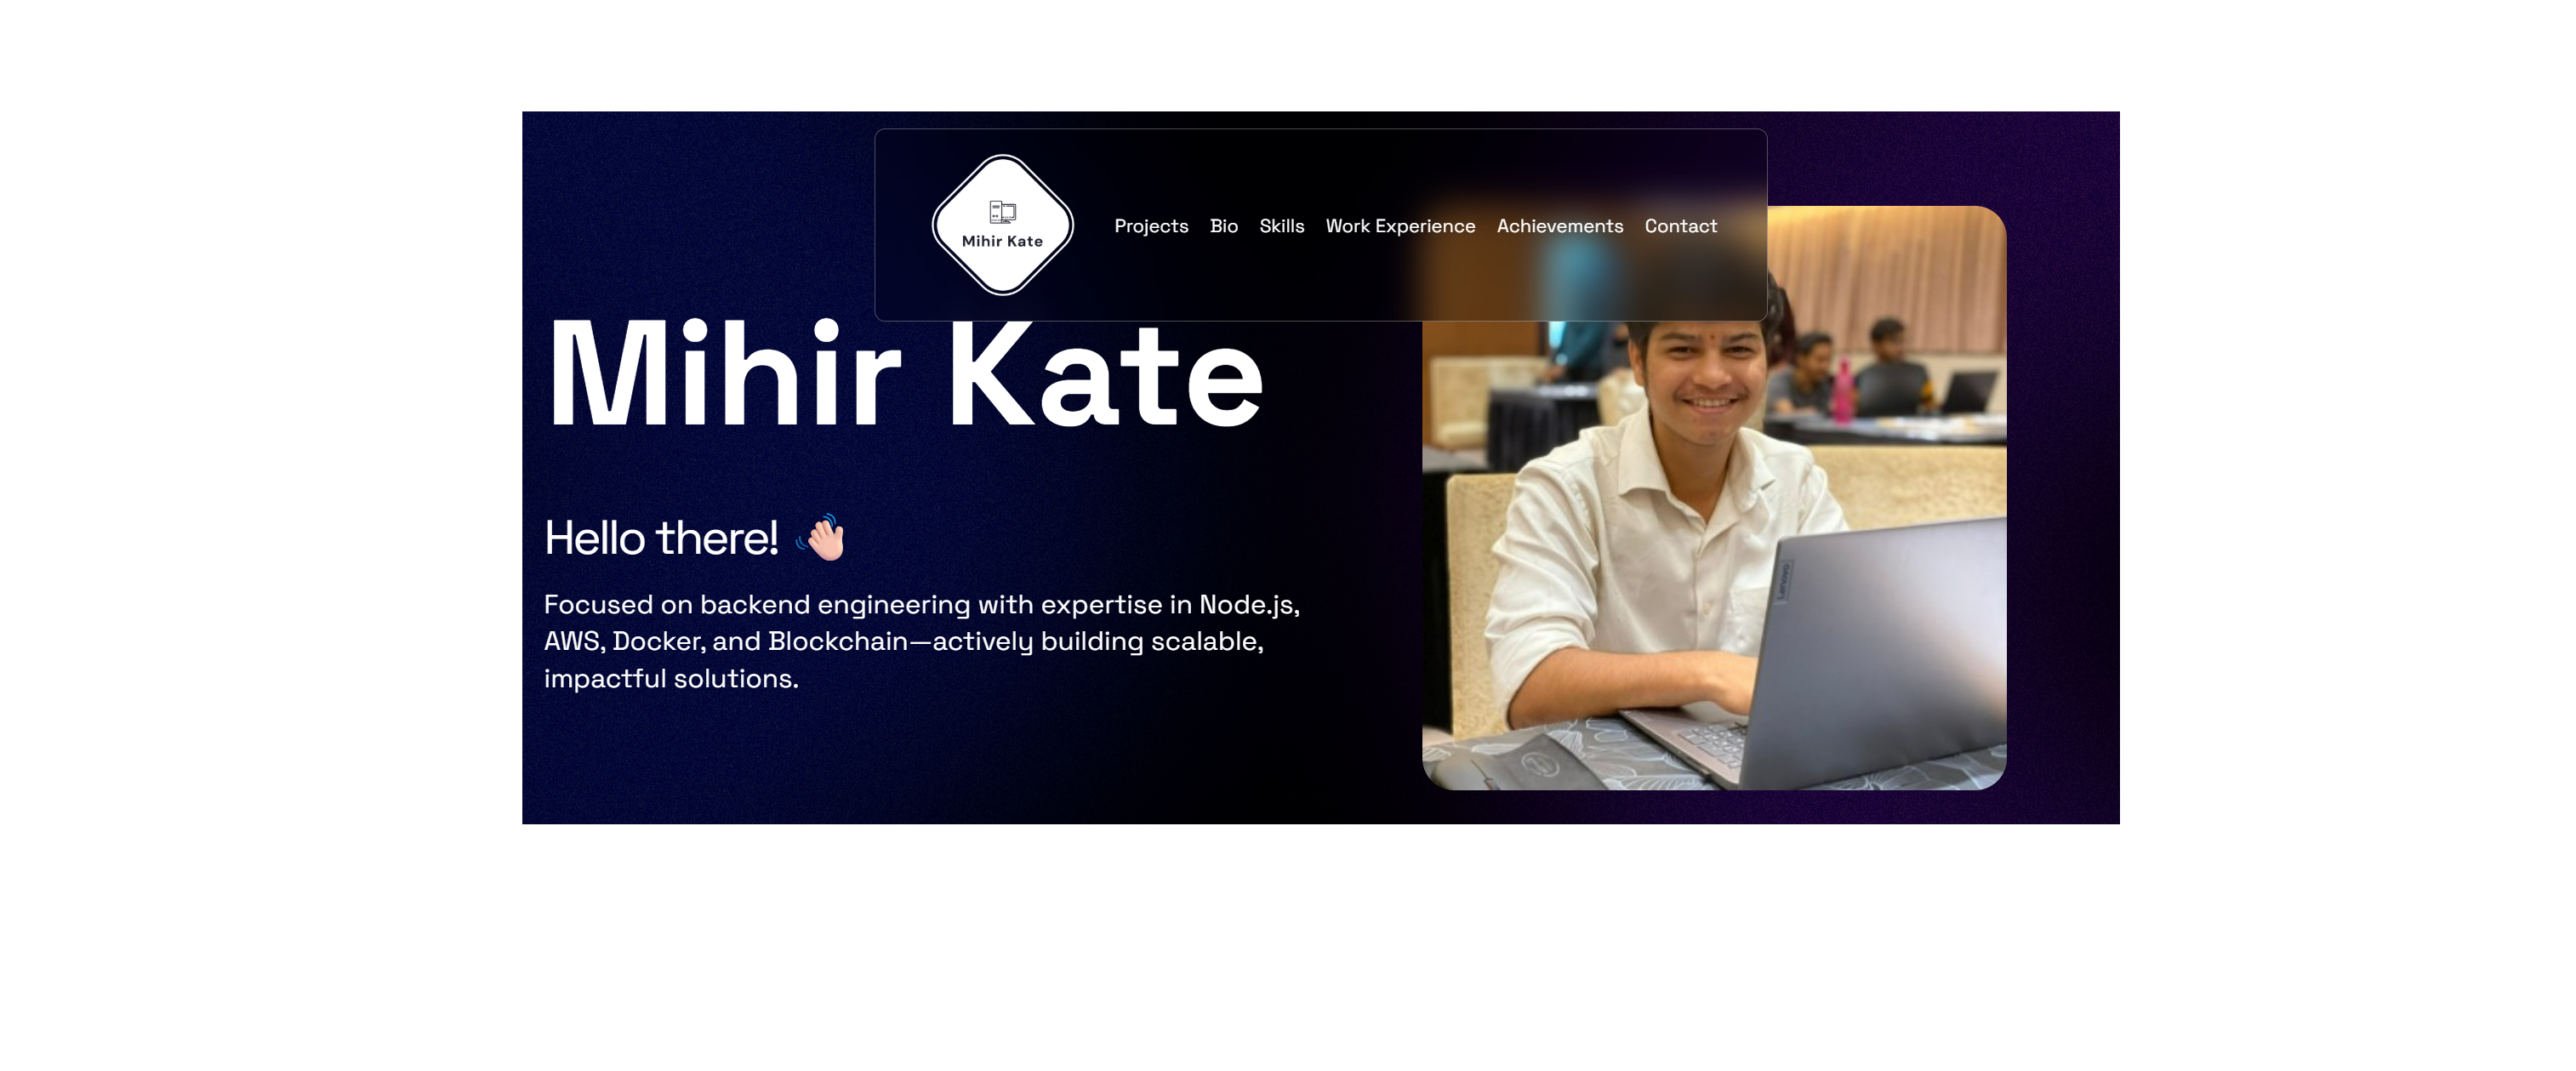 Mihir Kate
Projects Bio Skills Work Experience Achievements Contact
Mihir Kate
Hello there! 👋🏻
Focused on backend engineering with expertise in Node.js,
AWS, Docker, and Blockchain—actively building scalable,
impactful solutions.
Lenovo